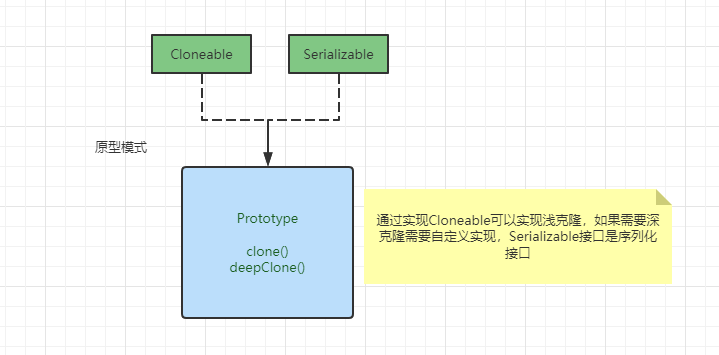 Cloneable
Serializable
原型模式
Prototype
clone()
deepClone()
通过实现Cloneable可以实现浅克隆，如果需要深
克隆需要自定义实现，Serializable接口是序列化
接口